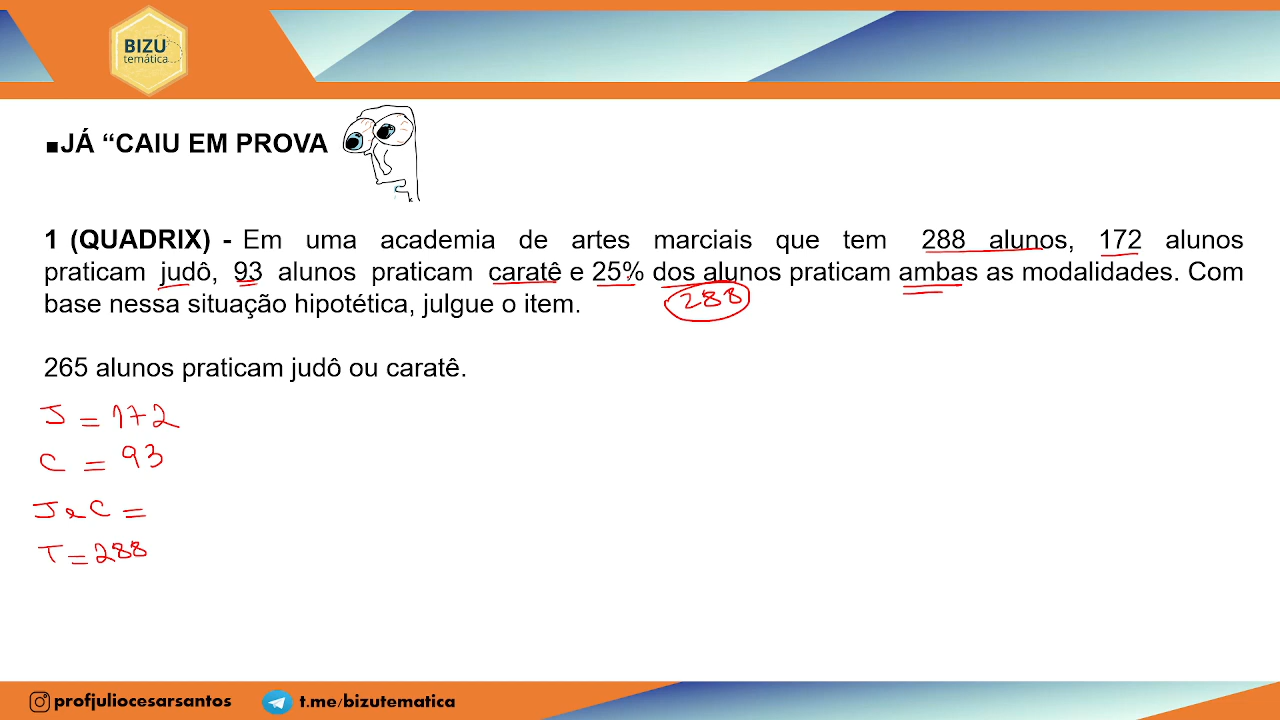 BIZU
temática
■JÁ “CAIU EM PROVA
1 (QUADRIX) - Em uma academia de artes marciais que tem 288 alunos, 172 alunos
praticam judô, 93 alunos praticam caratê e 25% dos alunos praticam ambas as modalidades. Com
base nessa situação hipotética, julgue o item.
288
265 alunos praticam judô ou caratê.
J = 172
C = 93
J e C =
T = 288
profjuliocesarsantos
t.me/bizutematica